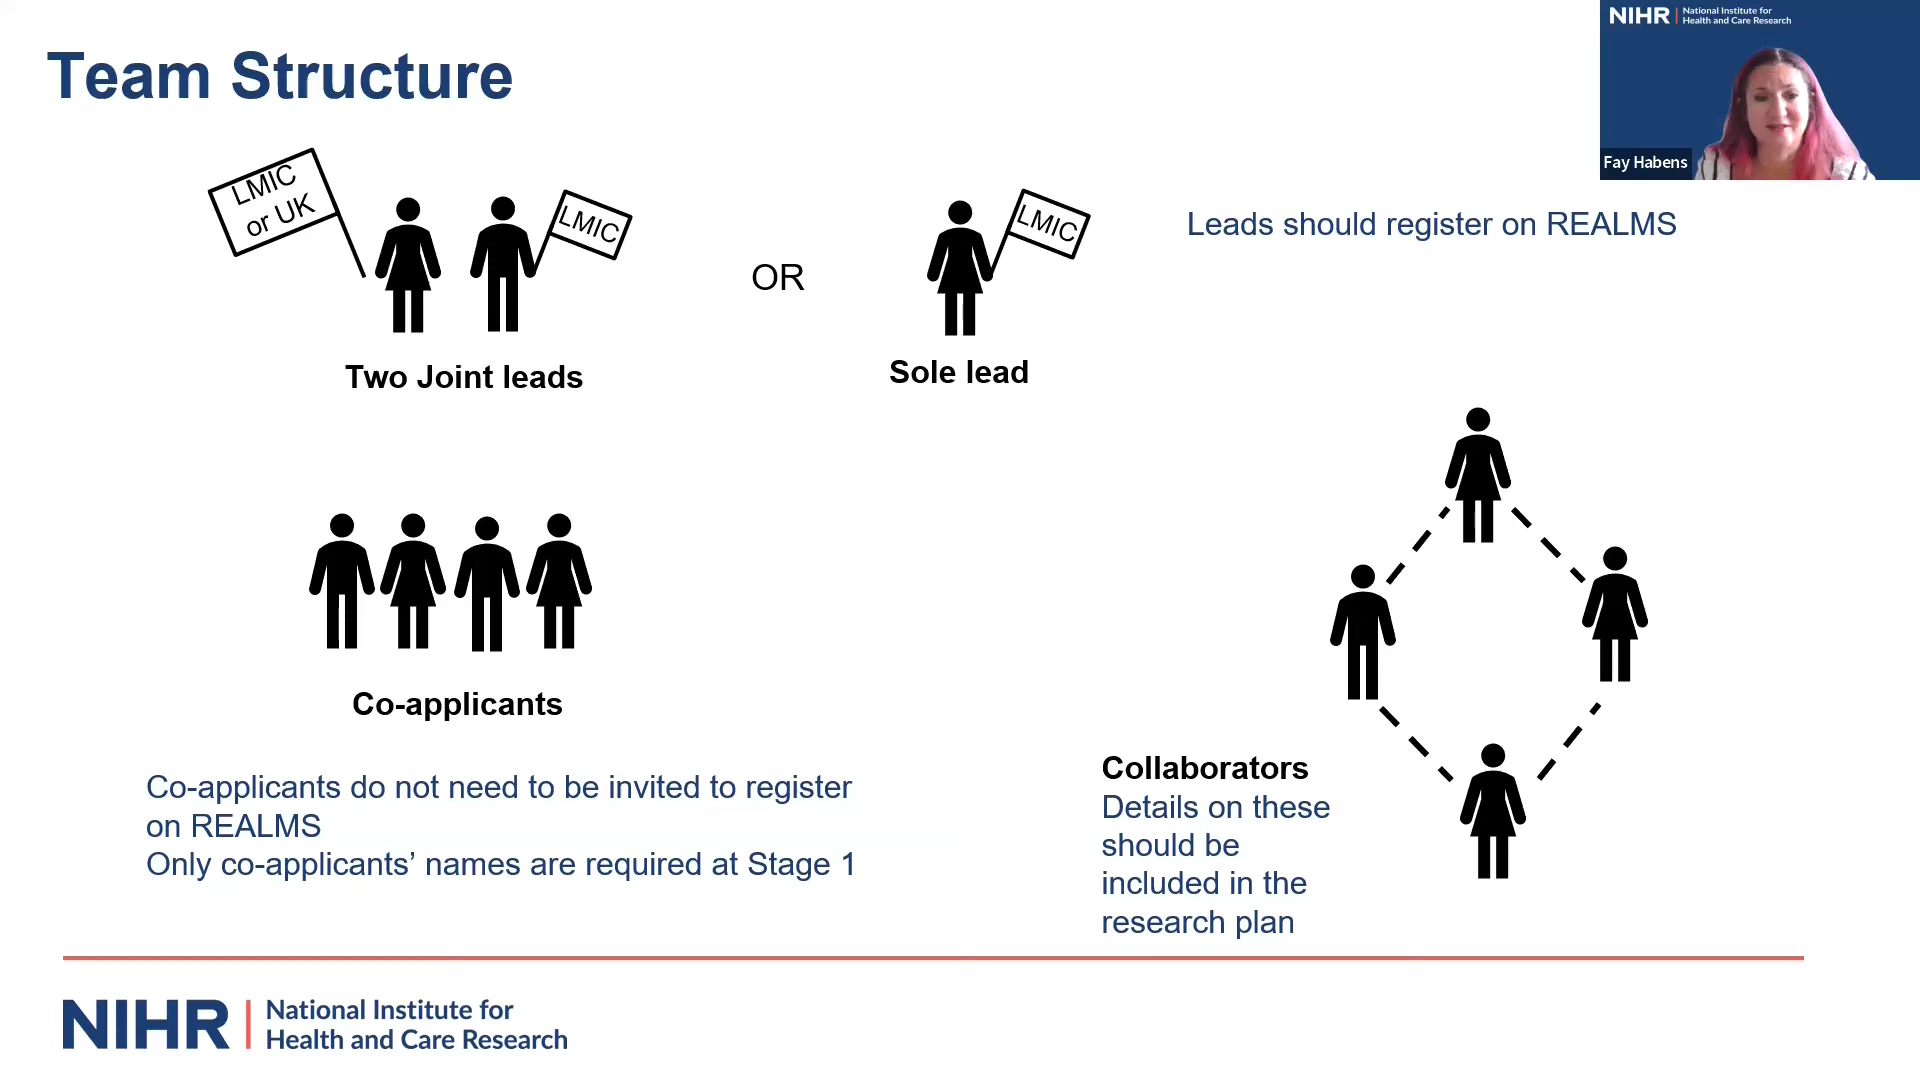 NIHR | National Institute for
Health and Care Research
Team Structure
Fay Habens
LMIC
or UK
LMIC
OR
LMIC
Leads should register on REALMS
Two Joint leads
Sole lead
Co-applicants
Co-applicants do not need to be invited to register
on REALMS
Only co-applicants’ names are required at Stage 1
Collaborators
Details on these
should be
included in the
research plan
NIHR | National Institute for
Health and Care Research